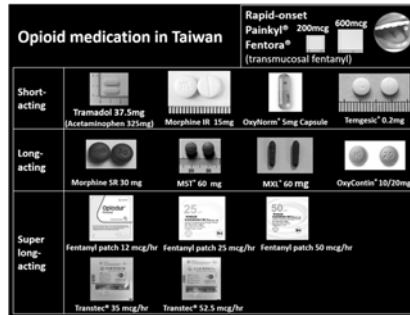 Opioid medication in Taiwan
Rapid-onset
Painkyl® 200mcg 600mcg
Fentora®
(transmucosal fentanyl)
Short-
acting
Tramadol 37.5mg
(Acetaminophen 325mg)
Morphine IR 15mg
OxyNorm® 5mg Capsule
Temgesic® 0.2mg
Long-
acting
Morphine SR 30 mg
MST® 60 mg
MXL® 60 mg
OxyContin® 10/20mg
Super
long-
acting
Opiodur
25
50
Fentanyl patch 12 mcg/hr
Fentanyl patch 25 mcg/hr
Fentanyl patch 50 mcg/hr
Transtec® 35 mcg/hr
Transtec® 52.5 mcg/hr